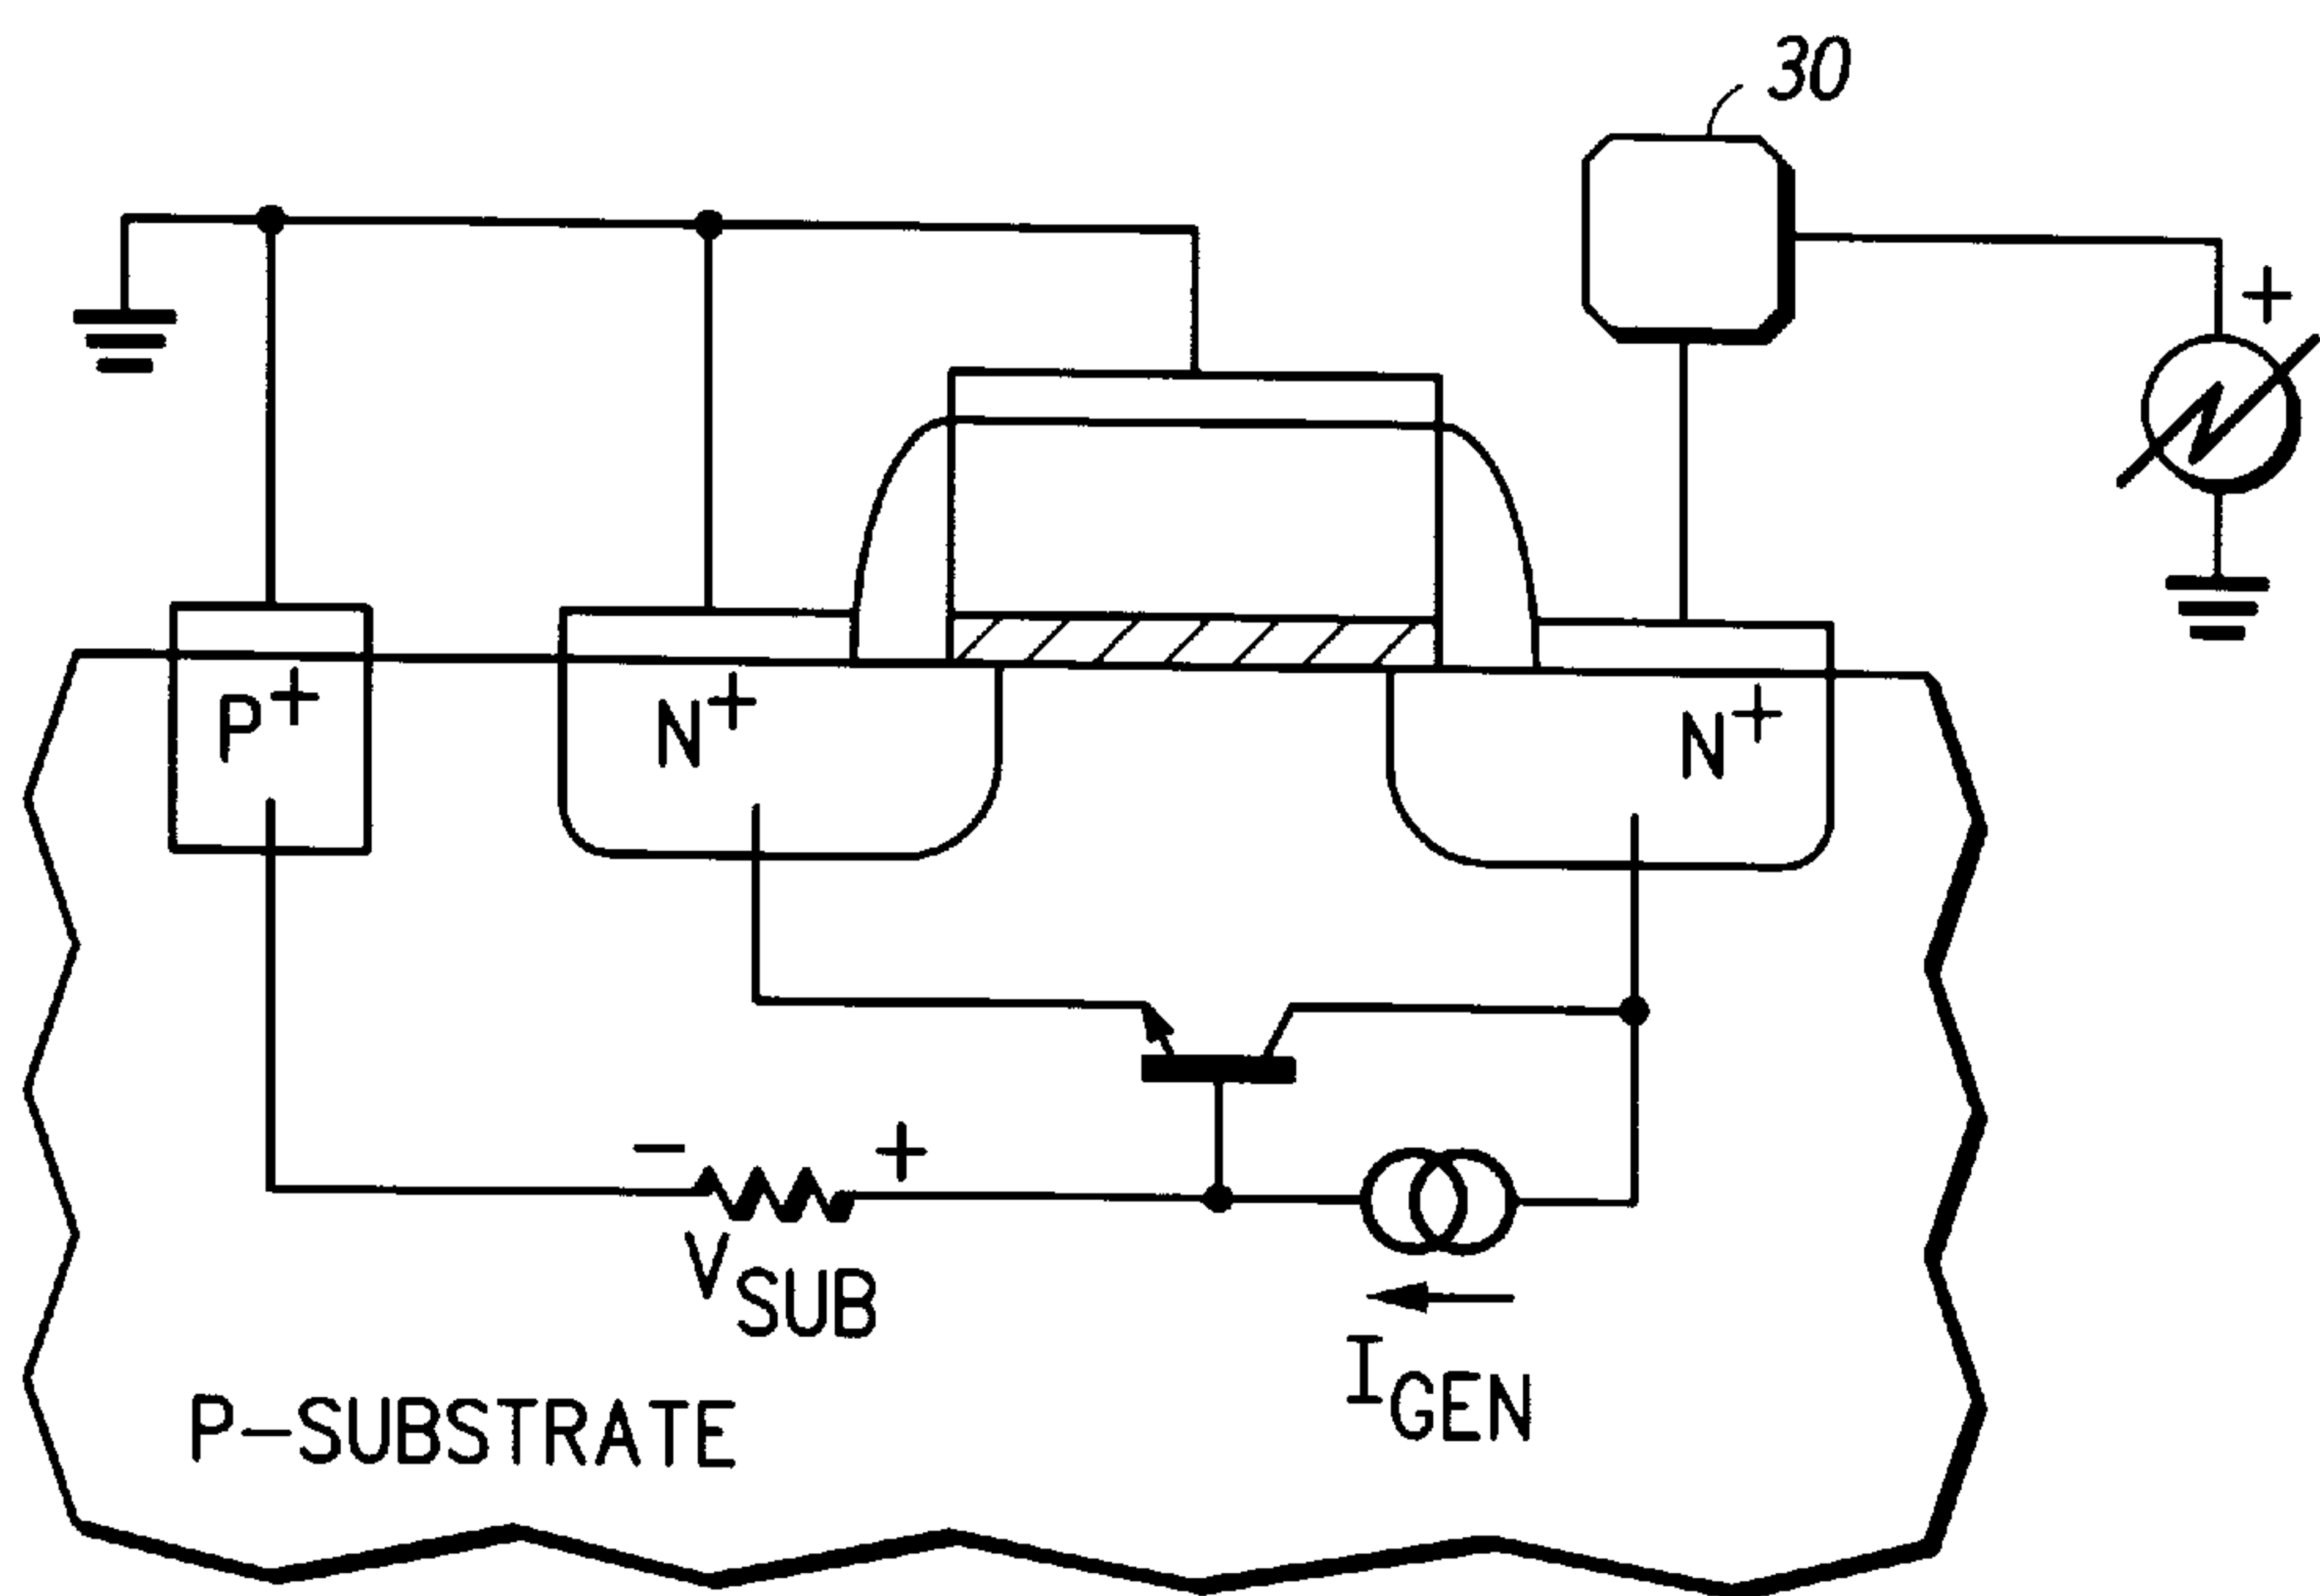 30
+
P+
N+
N+
− +
VSUB
IGEN
P−SUBSTRATE